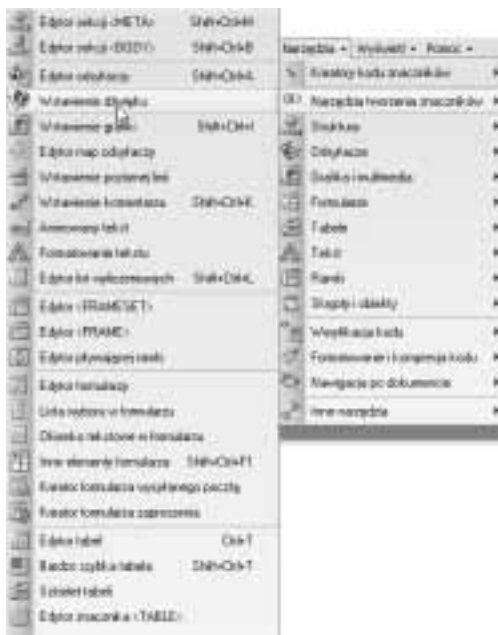 Edytor sekcji <META> Shift+Ctrl+M
Edytor sekcji <BODY> Shift+Ctrl+B
Edytor odsyłaczy Shift+Ctrl+A
Wstawienie dźwięku
Wstawienie grafiki Shift+Ctrl+I
Edytor map odsyłaczy
Wstawienie poziomej linii
Wstawienie komentarza Shift+Ctrl+K
Animowany tekst
Formatowanie tekstu
Edytor list wyliczeniowych Shift+Ctrl+L
Edytor <FRAMESET>
Edytor <FRAME>
Edytor pływającej ramki
Edytor formularzy
Lista wyboru w formularzu
Okienko tekstowe w formularzu
Inne elementy formularza Shift+Ctrl+F1
Kreator formularza wysyłanego pocztą
Kreator formularza zaproszenia
Edytor tabel Ctrl+T
Bardzo szybka tabela Shift+Ctrl+T
Szkielet tabeli
Edytor znacznika <TABLE>
Narzędzia Wyświetl Pomoc
Kreatory kodu znaczników
Narzędzia tworzenia znaczników
Struktura
Odsyłacze
Grafika i multimedia
Formularze
Tabele
Tekst
Ramki
Skrypty i obiekty
Weryfikacja kodu
Formatowanie i kompresja kodu
Nawigacja po dokumencie
Inne narzędzia